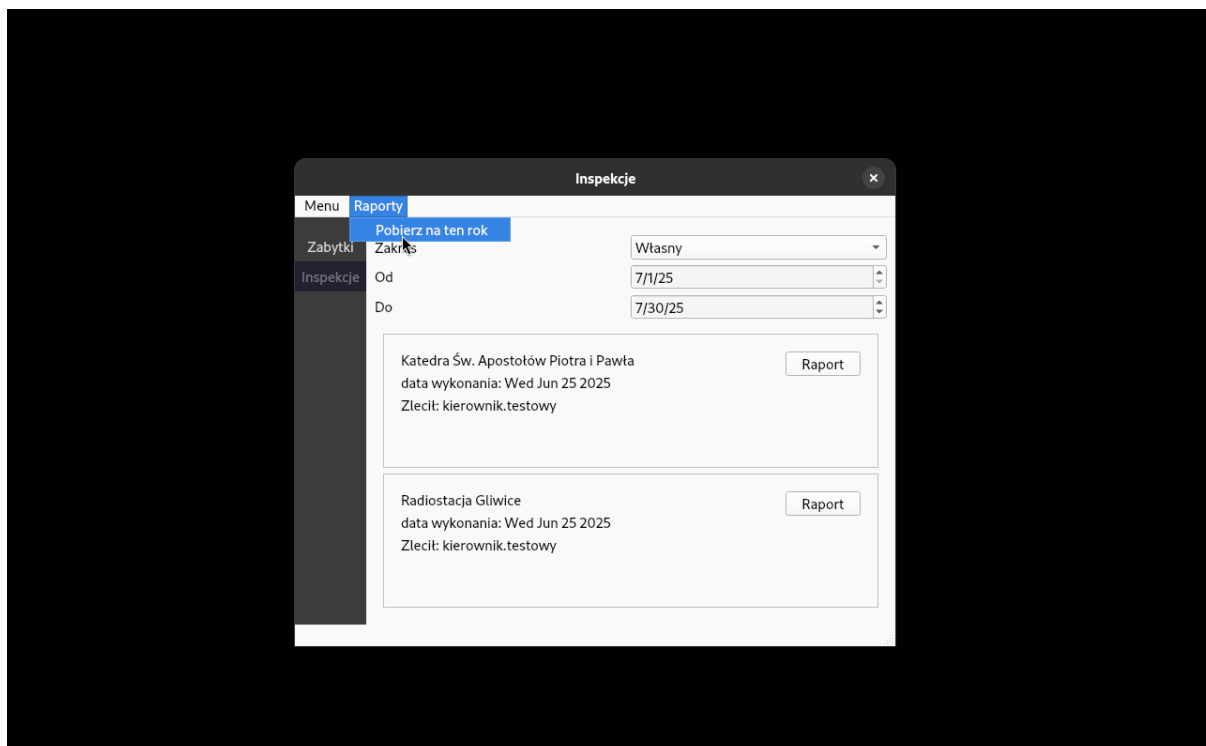 Inspekcje
Menu Raporty
Pobierz na ten rok
Zabytki
Inspekcje
Zakres Własny
Od 7/1/25
Do 7/30/25
Katedra Św. Apostołów Piotra i Pawła
Raport
data wykonania: Wed Jun 25 2025
Zlecił: kierownik.testowy
Radiostacja Gliwice
Raport
data wykonania: Wed Jun 25 2025
Zlecił: kierownik.testowy